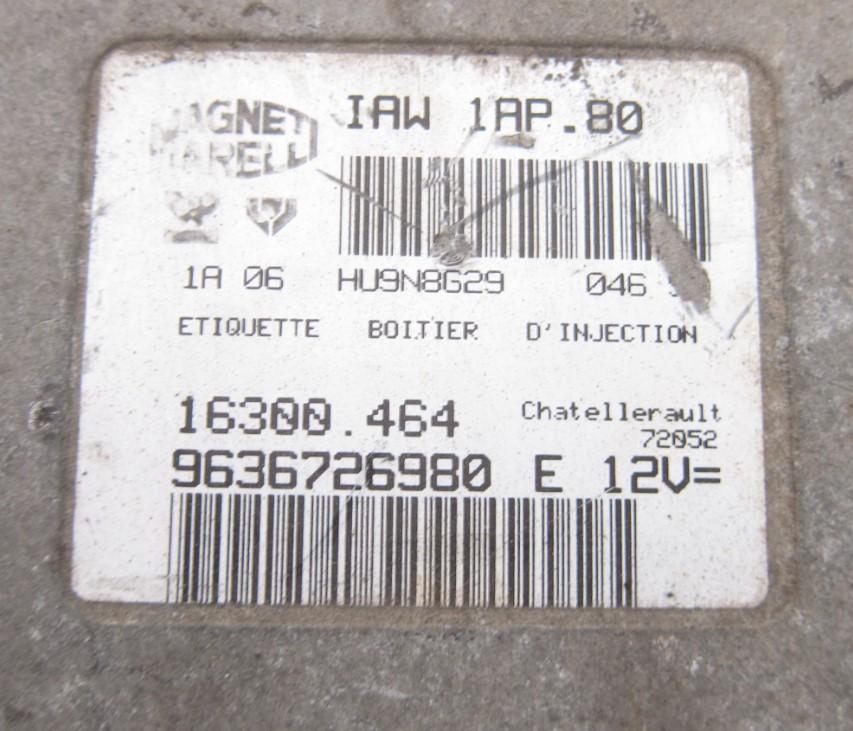 MAGNETI
MARELLI
IAW 1AP.80
1A 06 HU9N8G29 046
ETIQUETTE BOITIER D'INJECTION
16300.464
Chatellerault
72052
9636726980 E 12V=